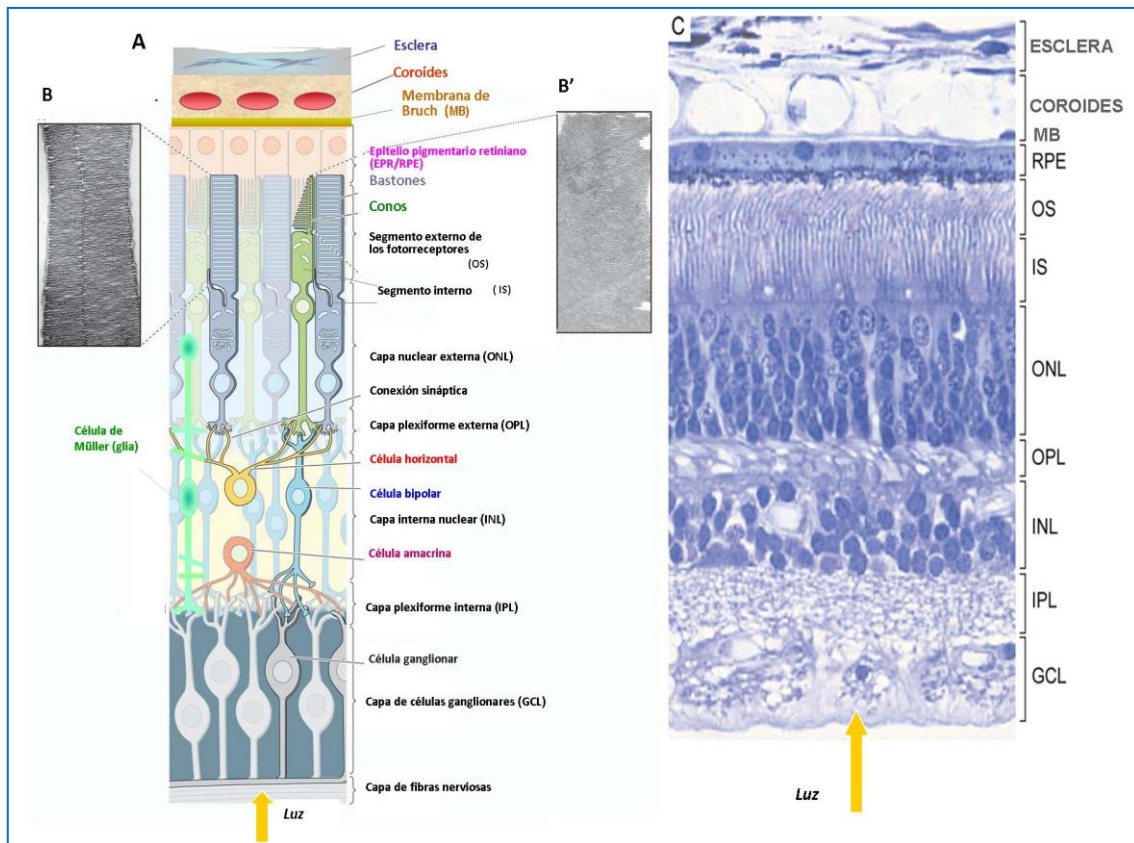 A
Esclera
Coroides
Membrana de
Bruch (MB)
Epitelio pigmentario retiniano
(EPR/RPE)
Bastones
Conos
Segmento externo de
los fotorreceptores
(OS)
Segmento interno (IS)
Capa nuclear externa (ONL)
Conexión sináptica
Capa plexiforme externa (OPL)
Célula horizontal
Célula bipolar
Capa interna nuclear (INL)
Célula amacrina
Capa plexiforme interna (IPL)
Célula ganglionar
Capa de células ganglionares (GCL)
Capa de fibras nerviosas
Luz
Célula de
Müller (glia)
B
B’
C
ESCLERA
COROIDES
MB
RPE
OS
IS
ONL
OPL
INL
IPL
GCL
Luz